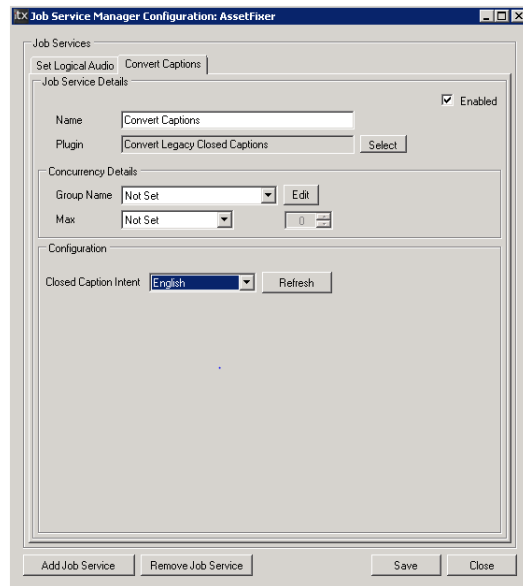 itx Job Service Manager Configuration: AssetFixer
Job Services
Set Logical Audio Convert Captions
Job Service Details
Enabled
Name Convert Captions
Plugin Convert Legacy Closed Captions Select
Concurrency Details
Group Name Not Set Edit
Max Not Set 0
Configuration
Closed Caption Intent English Refresh
Add Job Service Remove Job Service Save Close